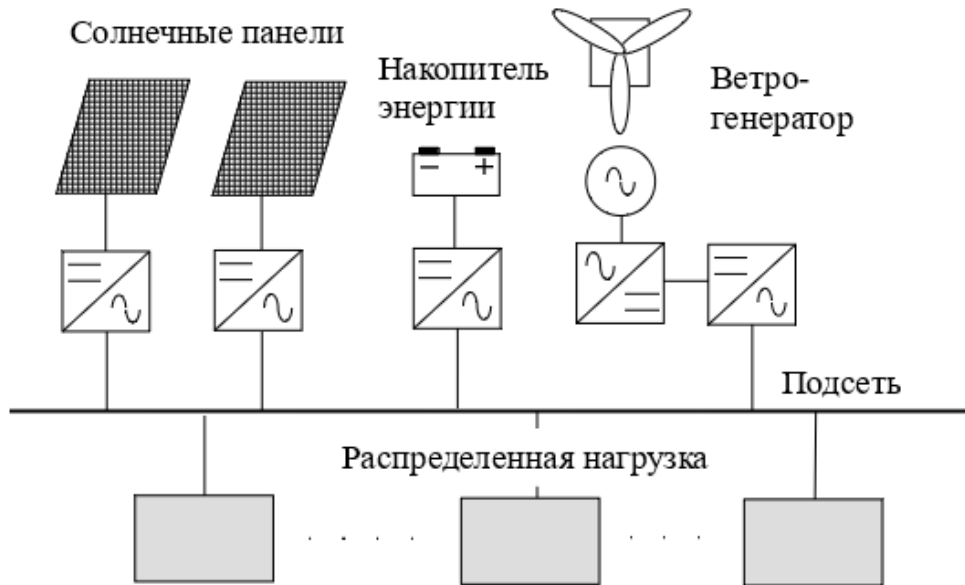 Солнечные панели
Накопитель
энергии
Ветро-
генератор
Подсеть
Распределенная нагрузка